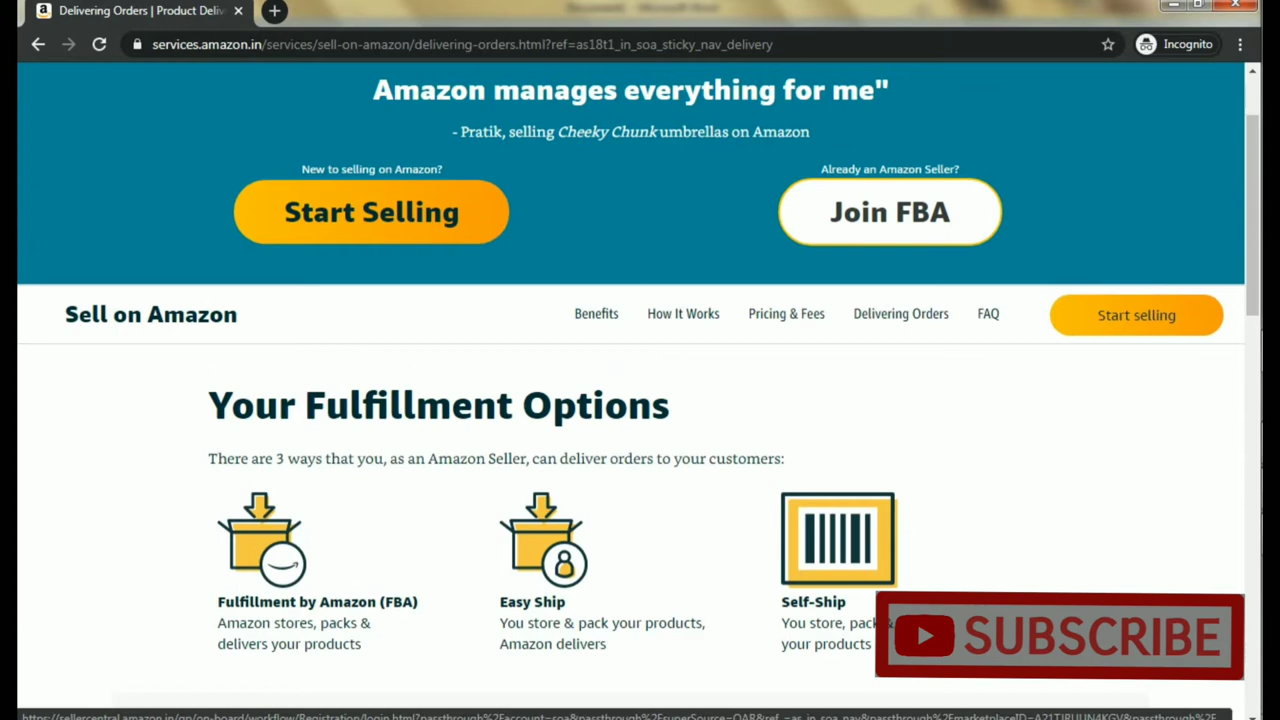 Delivering Orders | Product Deliv
services.amazon.in/services/sell-on-amazon/delivering-orders.html?ref=as18t1_in_soa_sticky_nav_delivery
Incognito
Amazon manages everything for me"
- Pratik, selling Cheeky Chunk umbrellas on Amazon
New to selling on Amazon?
Already an Amazon Seller?
Start Selling
Join FBA
Sell on Amazon
Benefits
How It Works
Pricing & Fees
Delivering Orders
FAQ
Start selling
Your Fulfillment Options
There are 3 ways that you, as an Amazon Seller, can deliver orders to your customers:
Fulfillment by Amazon (FBA)
Amazon stores, packs &
delivers your products
Easy Ship
You store & pack your products,
Amazon delivers
Self-Ship
You store, pack &
your products
SUBSCRIBE